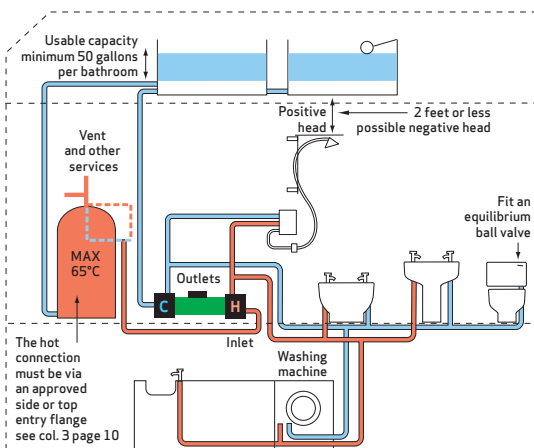 Usable capacity
minimum 50 gallons
per bathroom
Positive
head
2 feet or less
possible negative head
Vent
and other
services
Fit an
equilibrium
ball valve
MAX
65°C
Outlets
C
H
Inlet
The hot
connection
must be via
an approved
side or top
entry flange
see col. 3 page 10
Washing
machine